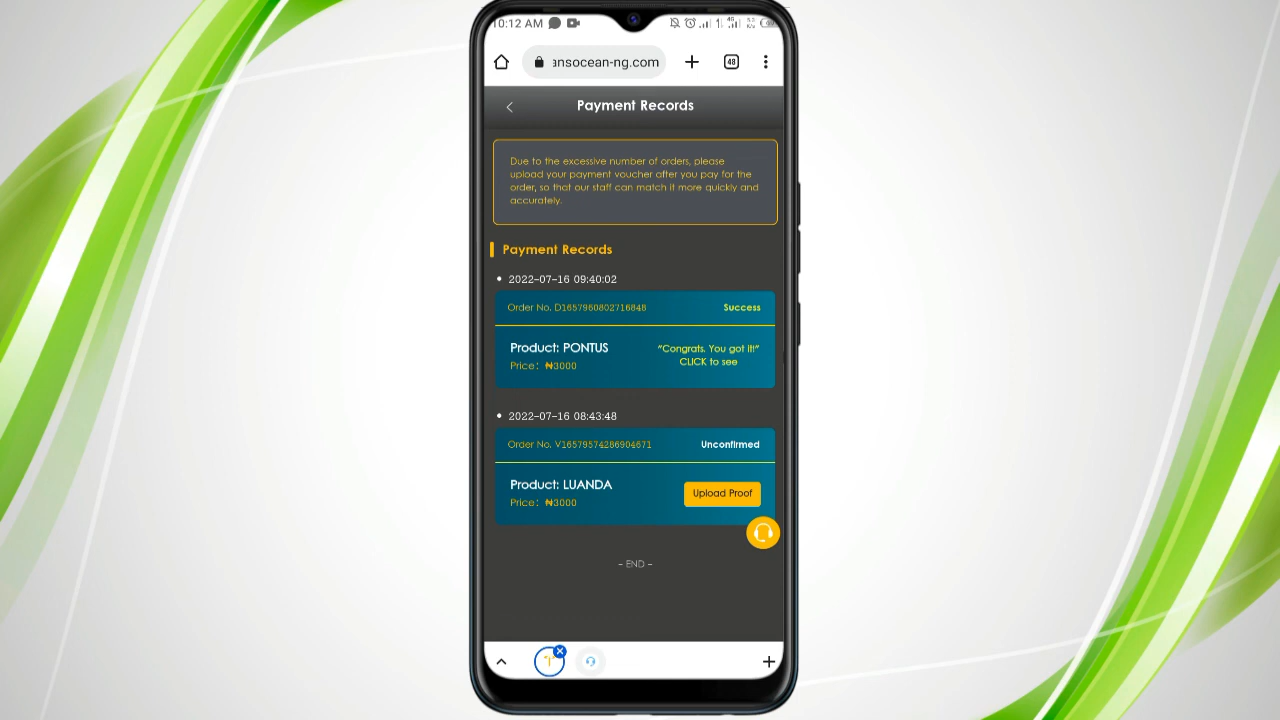 10:12 AM
ansocean-ng.com
48
Payment Records
Due to the excessive number of orders, please
upload your payment voucher after you pay for the
order, so that our staff can match it more quickly and
accurately.
Payment Records
• 2022-07-16 09:40:02
Order No. D1657960802716848 Success
Product: PONTUS
Price: ₦3000
"Congrats. You got it!"
CLICK to see
• 2022-07-16 08:43:48
Order No. V16579574286904671 Unconfirmed
Product: LUANDA
Price: ₦3000
Upload Proof
- END -